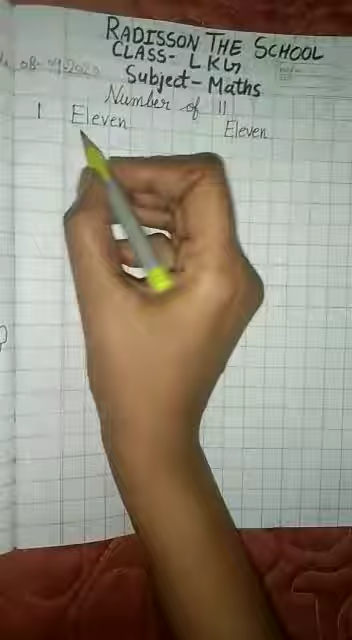 RADISSON THE SCHOOL
CLASS- LKG
Subject- Maths
Number of 11
1 Eleven Eleven